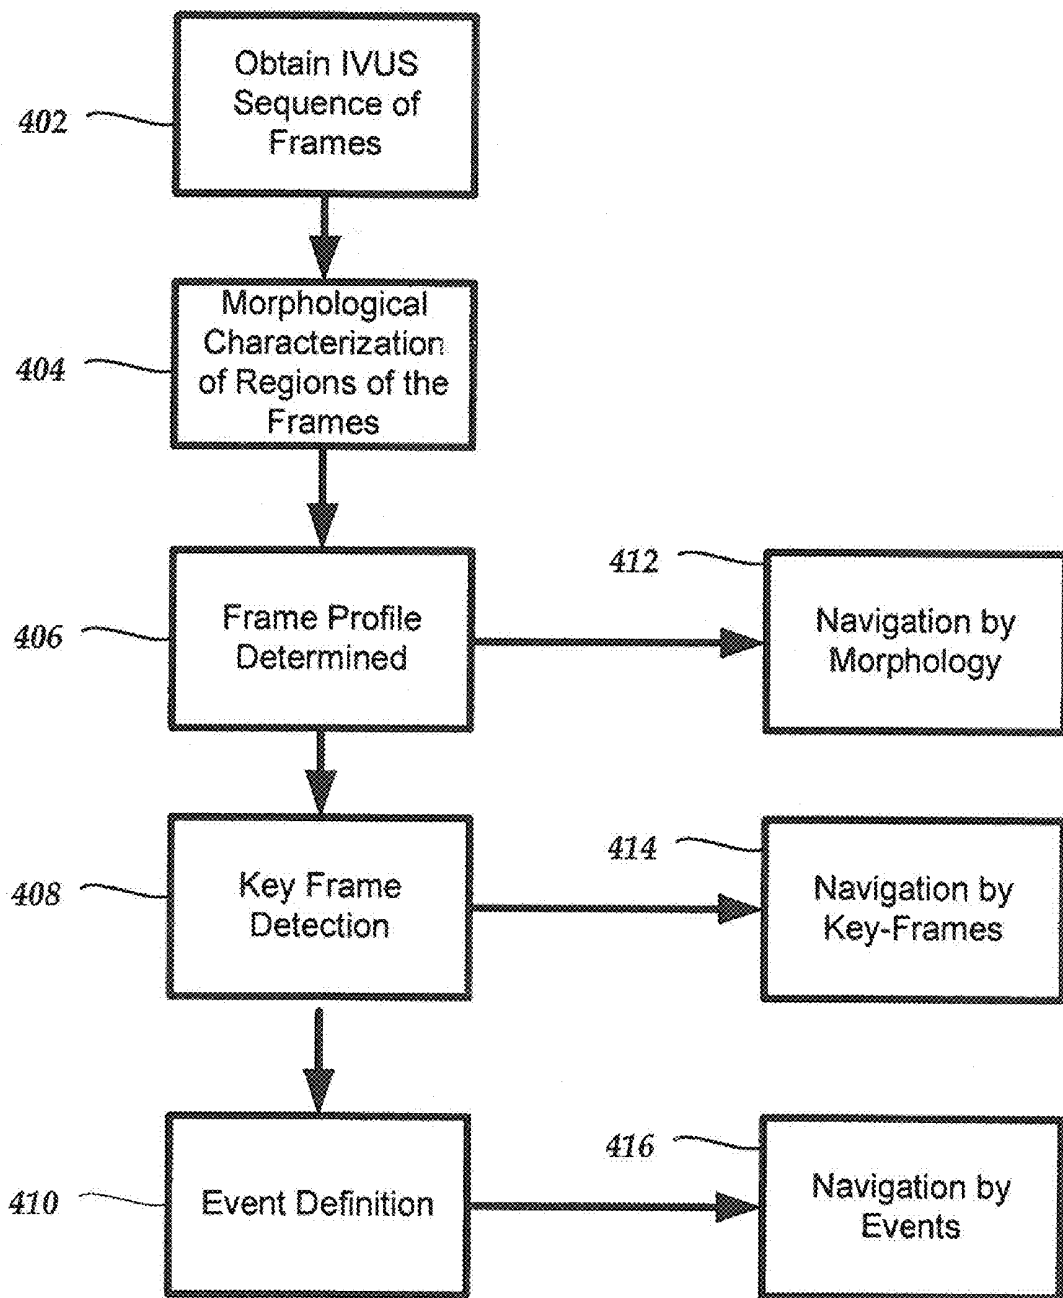 402
Obtain IVUS
Sequence of
Frames
404
Morphological
Characterization
of Regions of the
Frames
406
Frame Profile
Determined
412
Navigation by
Morphology
408
Key Frame
Detection
414
Navigation by
Key-Frames
410
Event Definition
416
Navigation by
Events